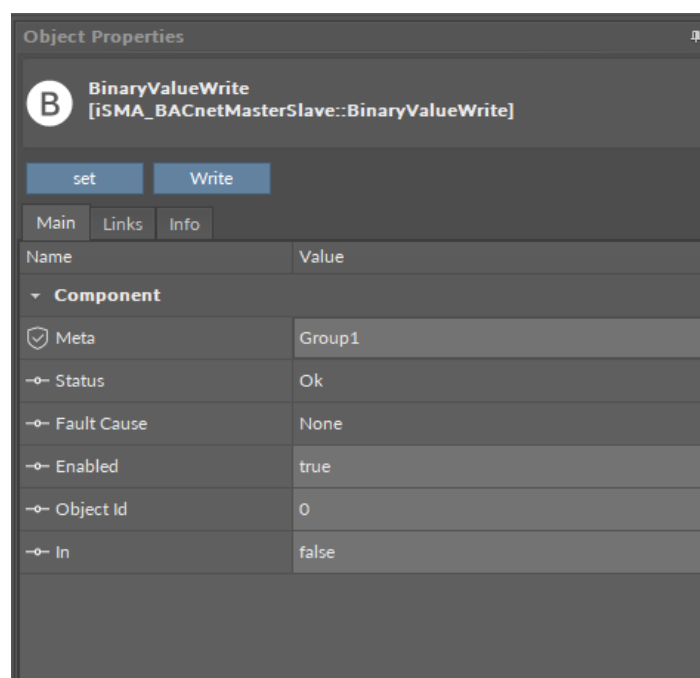 Object Properties
B
BinaryValueWrite
[iSMA_BACnetMasterSlave::BinaryValueWrite]
set Write
Main Links Info
Name Value
Component
Meta Group1
Status Ok
Fault Cause None
Enabled true
Object Id 0
In false